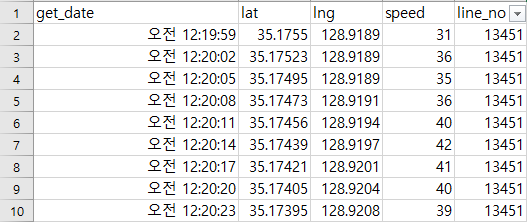 1 get_date lat lng speed line_no
2 오전 12:19:59 35.1755 128.9189 31 13451
3 오전 12:20:02 35.17523 128.9189 36 13451
4 오전 12:20:05 35.17495 128.9189 35 13451
5 오전 12:20:08 35.17473 128.9191 36 13451
6 오전 12:20:11 35.17456 128.9194 40 13451
7 오전 12:20:14 35.17439 128.9197 42 13451
8 오전 12:20:17 35.17421 128.9201 41 13451
9 오전 12:20:20 35.17405 128.9204 40 13451
10 오전 12:20:23 35.17395 128.9208 39 13451